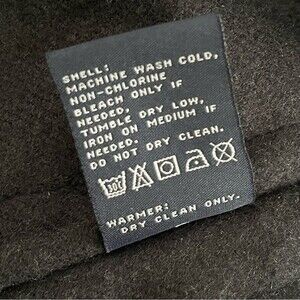 SHELL:
MACHINE WASH COLD,
NON-CHLORINE
BLEACH ONLY IF
NEEDED,
TUMBLE DRY LOW,
IRON ON MEDIUM IF
NEEDED.
DO NOT DRY CLEAN.
30C
WARMER:
DRY CLEAN ONLY.